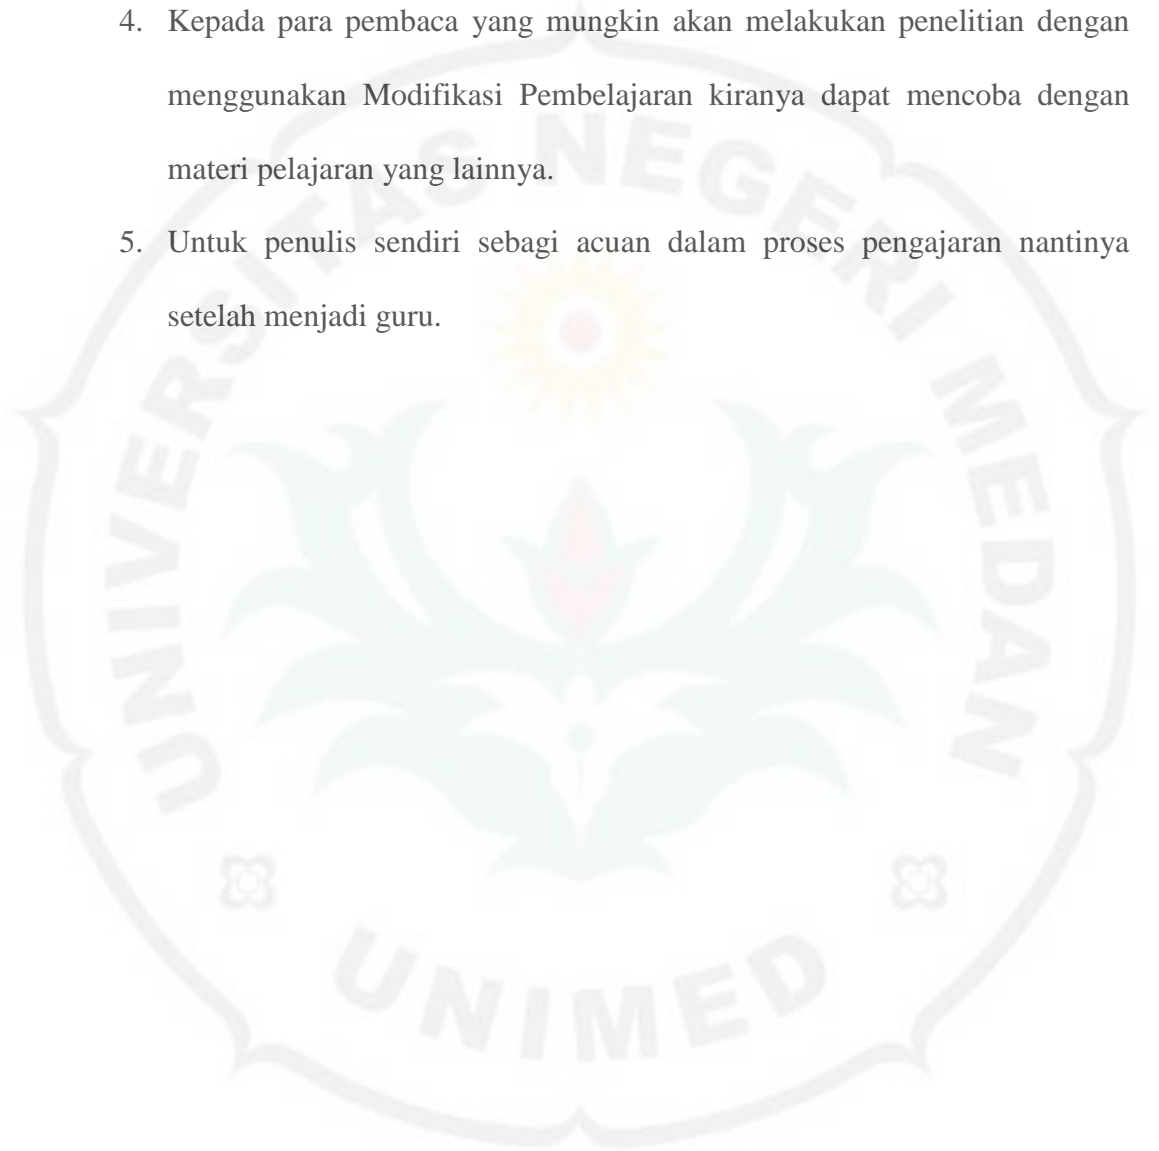 4. Kepada para pembaca yang mungkin akan melakukan penelitian dengan
menggunakan Modifikasi Pembelajaran kiranya dapat mencoba dengan
materi pelajaran yang lainnya.
5. Untuk penulis sendiri sebagi acuan dalam proses pengajaran nantinya
setelah menjadi guru.
UNIVERSITAS NEGERI MEDAN
UNIMED